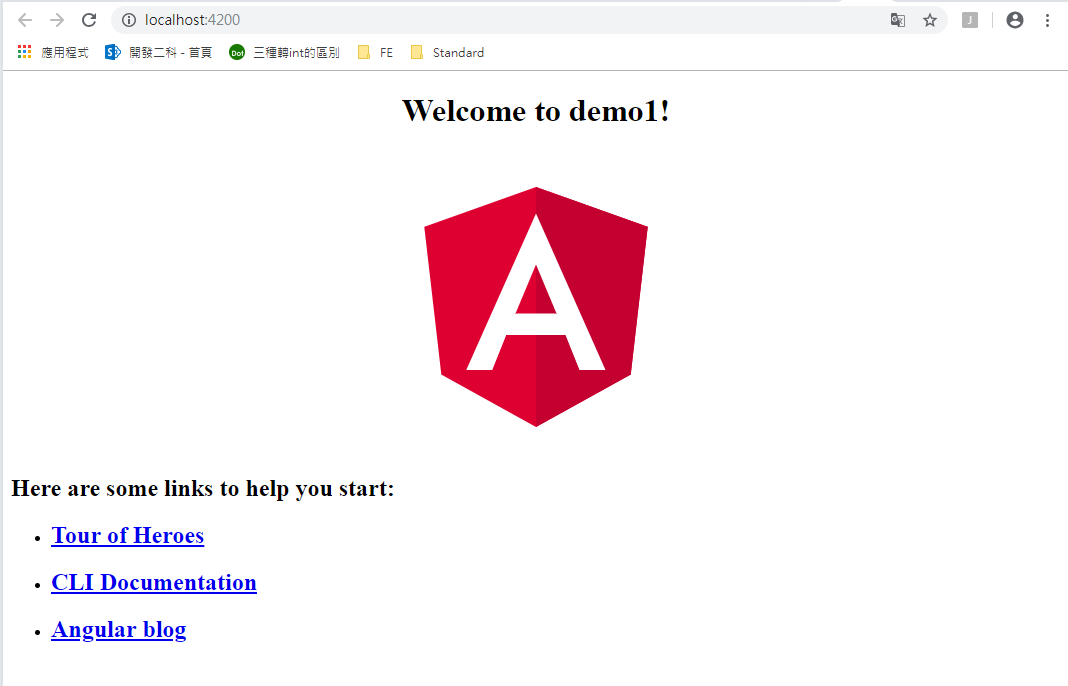 localhost:4200
J
應用程式 S 開發二科 - 首頁 Dot 三種轉int的區別 FE Standard
Welcome to demo1!
A
Here are some links to help you start:
Tour of Heroes
CLI Documentation
Angular blog